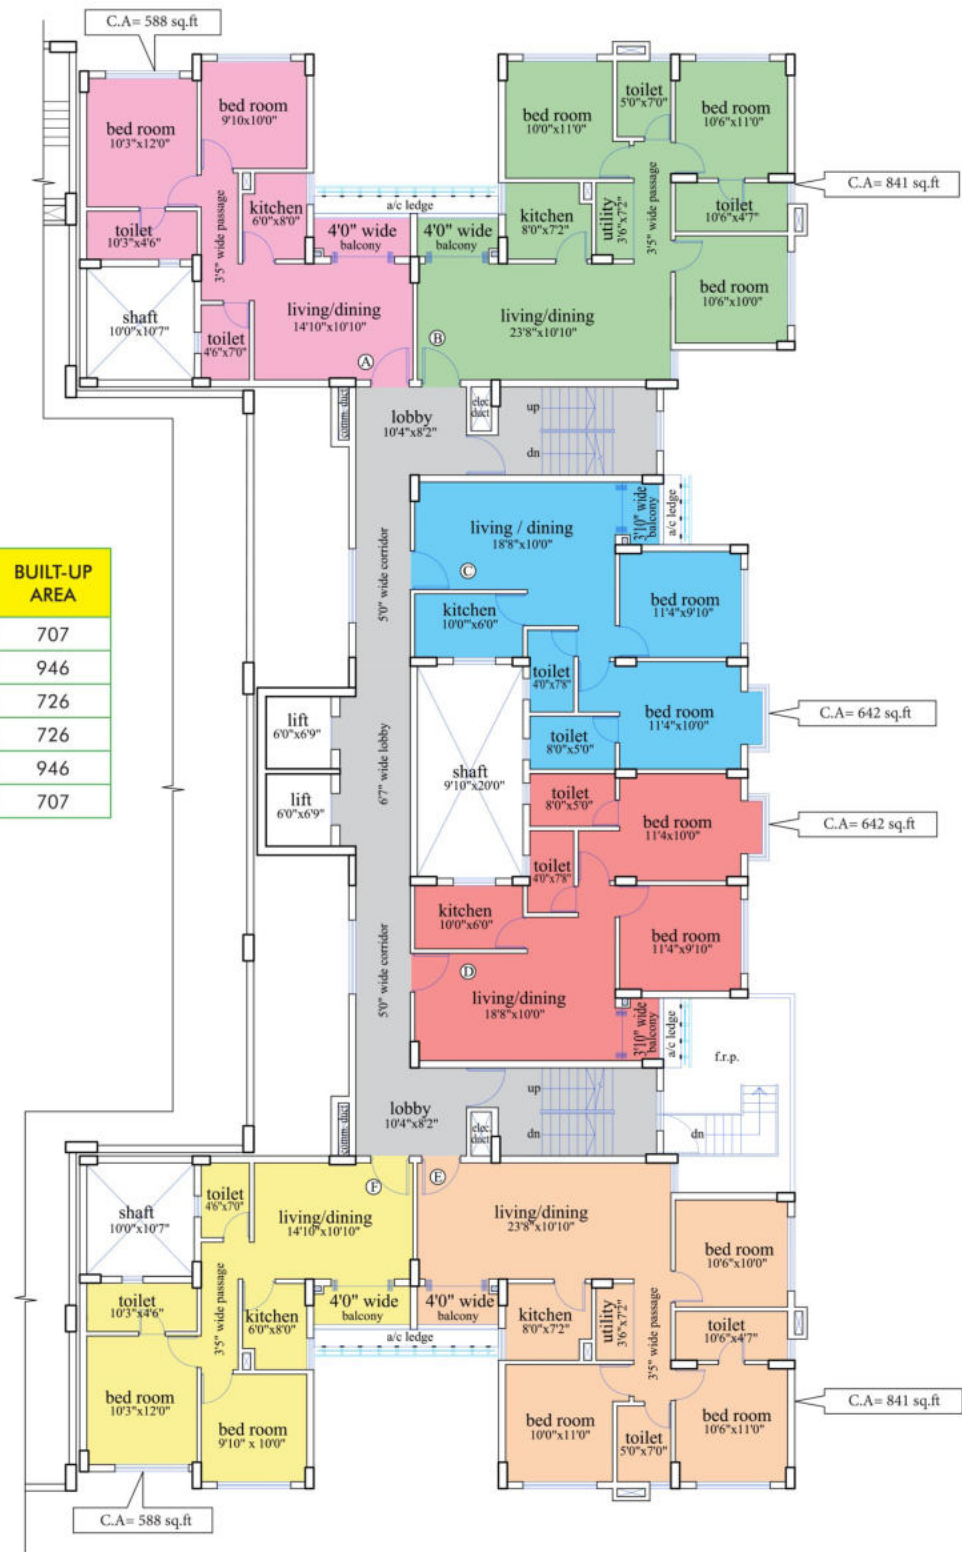 C.A= 588 sq.ft
bed room
10'3"x12'0"
bed room
9'10x10'0"
toilet
10'3"x4'6"
3'5" wide passage
kitchen
6'0"x8'0"
a/c ledge
4'0" wide
balcony
4'0" wide
balcony
shaft
10'0"x10'7"
toilet
4'6"x7'0"
living/dining
14'10"x10'10"
A
bed room
10'0"x11'0"
toilet
5'0"x7'0"
bed room
10'6"x11'0"
C.A= 841 sq.ft
kitchen
8'0"x7'2"
utility
3'6"x7'2"
3'5" wide passage
toilet
10'6"x4'7"
bed room
10'6"x10'0"
living/dining
23'8"x10'10"
B
comm. duct
lobby
10'4"x8'2"
elec.
duct
up
dn
5'0" wide corridor
living / dining
18'8"x10'0"
3'10" wide
balcony
a/c ledge
C
kitchen
10'0"x6'0"
bed room
11'4"x9'10"
toilet
4'0"x7'8"
toilet
8'0"x5'0"
bed room
11'4"x10'0"
C.A= 642 sq.ft
BUILT-UP
AREA
707
946
726
726
946
707
lift
6'0"x6'9"
lift
6'0"x6'9"
6'7" wide lobby
shaft
9'10"x20'0"
toilet
8'0"x5'0"
bed room
11'4x10'0"
C.A= 642 sq.ft
toilet
4'0"x7'8"
kitchen
10'0"x6'0"
bed room
11'4"x9'10"
D
living/dining
18'8"x10'0"
3'10" wide
balcony
a/c ledge
5'0" wide corridor
f.r.p.
dn
comm. duct
lobby
10'4"x8'2"
elec.
duct
up
dn
shaft
10'0"x10'7"
toilet
4'6"x7'0"
F
living/dining
14'10"x10'10"
toilet
10'3"x4'6"
3'5" wide passage
kitchen
6'0"x8'0"
4'0" wide
balcony
4'0" wide
balcony
a/c ledge
bed room
10'3"x12'0"
bed room
9'10" x 10'0"
C.A= 588 sq.ft
E
living/dining
23'8"x10'10"
bed room
10'6"x10'0"
kitchen
8'0"x7'2"
utility
3'6"x7'2"
3'5" wide passage
toilet
10'6"x4'7"
bed room
10'0"x11'0"
toilet
5'0"x7'0"
bed room
10'6"x11'0"
C.A= 841 sq.ft